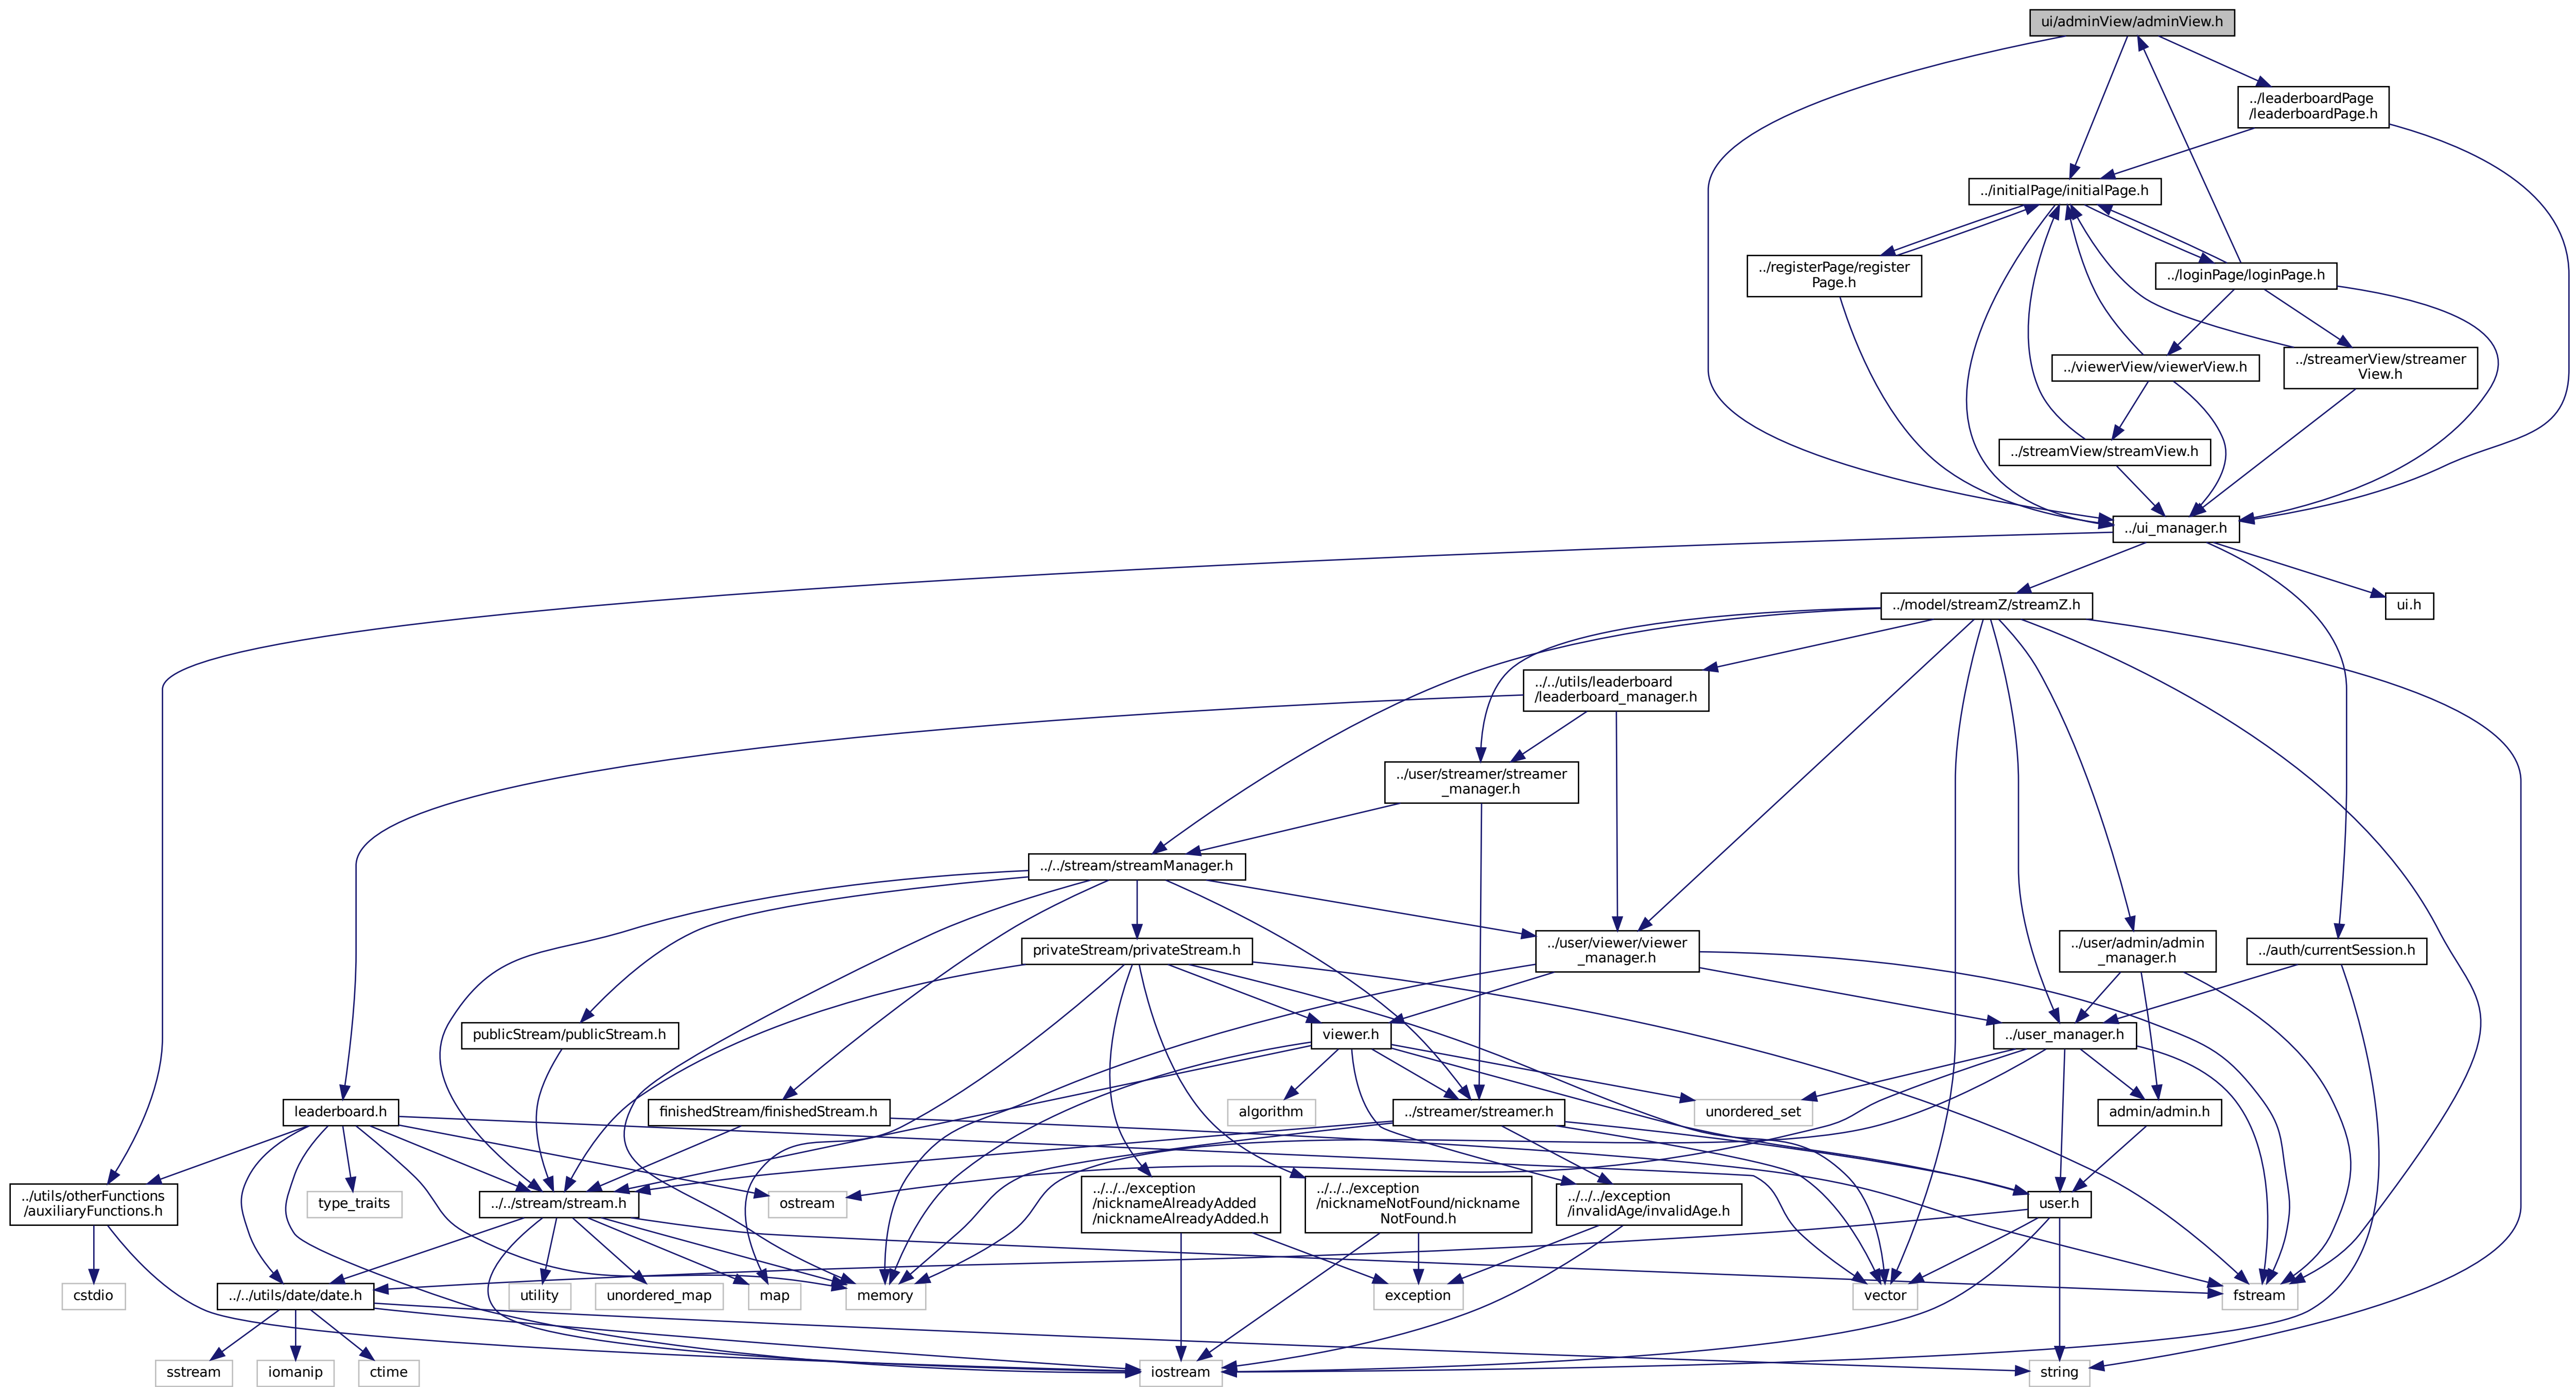 ui/adminView/adminView.h
../leaderboardPage
/leaderboardPage.h
../initialPage/initialPage.h
../registerPage/register
Page.h
../loginPage/loginPage.h
../viewerView/viewerView.h
../streamerView/streamer
View.h
../streamView/streamView.h
../ui_manager.h
../model/streamZ/streamZ.h
ui.h
../../utils/leaderboard
/leaderboard_manager.h
../user/streamer/streamer
_manager.h
../../stream/streamManager.h
privateStream/privateStream.h
../user/viewer/viewer
_manager.h
../user/admin/admin
_manager.h
../auth/currentSession.h
publicStream/publicStream.h
viewer.h
../user_manager.h
leaderboard.h
finishedStream/finishedStream.h
algorithm
../streamer/streamer.h
unordered_set
admin/admin.h
../utils/otherFunctions
/auxiliaryFunctions.h
type_traits
../../stream/stream.h
ostream
../../../exception
/nicknameAlreadyAdded
/nicknameAlreadyAdded.h
../../../exception
/nicknameNotFound/nickname
NotFound.h
../../../exception
/invalidAge/invalidAge.h
user.h
cstdio
../../utils/date/date.h
utility
unordered_map
map
memory
exception
vector
fstream
sstream
iomanip
ctime
iostream
string